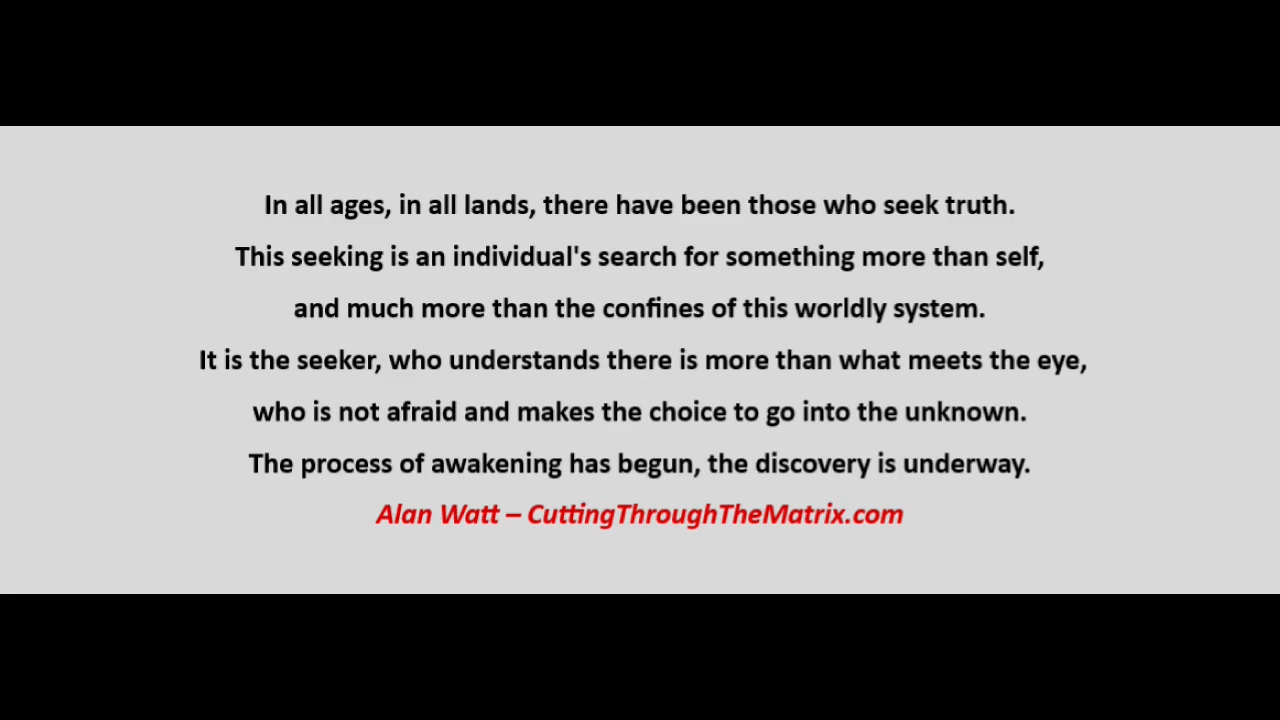 In all ages, in all lands, there have been those who seek truth.
This seeking is an individual's search for something more than self,
and much more than the confines of this worldly system.
It is the seeker, who understands there is more than what meets the eye,
who is not afraid and makes the choice to go into the unknown.
The process of awakening has begun, the discovery is underway.
Alan Watt – CuttingThroughTheMatrix.com